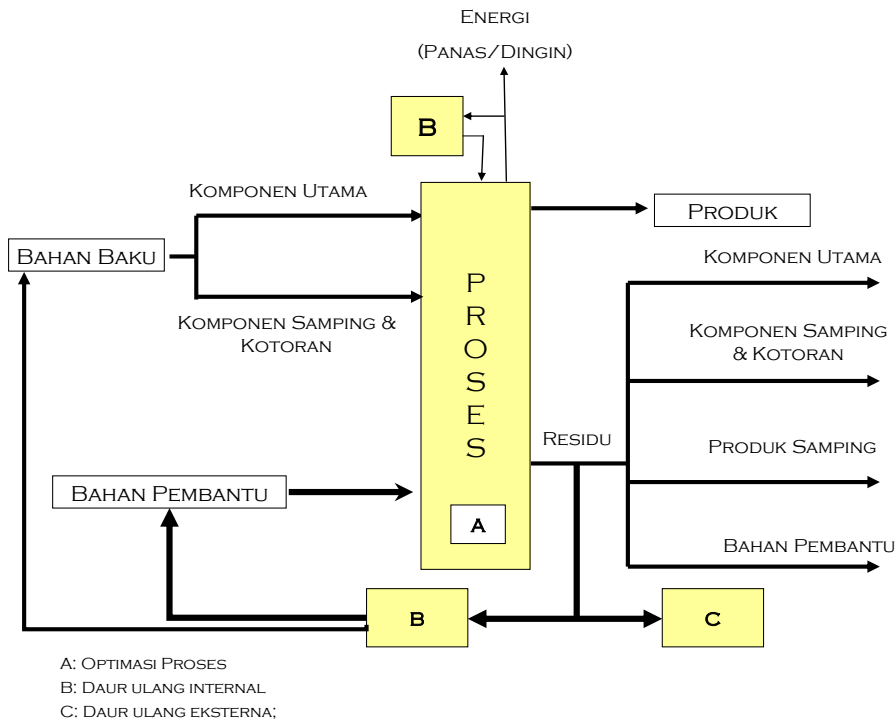 Energi
(Panas/Dingin)
B
Komponen Utama
Produk
Bahan Baku
Komponen Utama
Komponen Samping &
Kotoran
PROSES
Komponen Samping
& Kotoran
Residu
Produk Samping
Bahan Pembantu
A
Bahan Pembantu
B
C
A: Optimasi Proses
B: Daur ulang internal
C: Daur ulang eksterna;